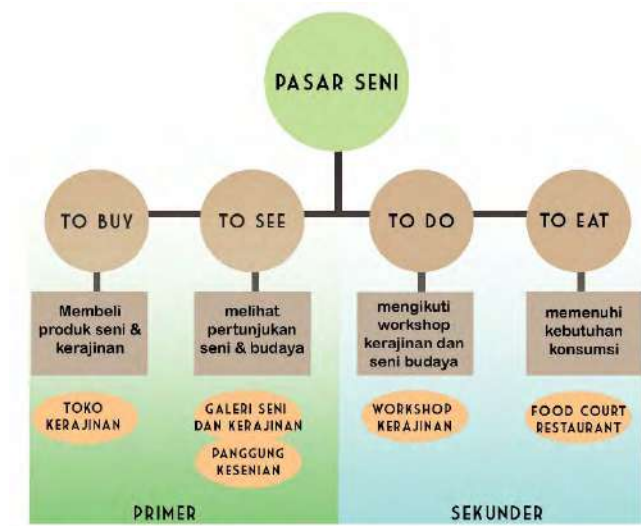 PASAR SENI
TO BUY
TO SEE
TO DO
TO EAT
Membeli
produk seni &
kerajinan
melihat
pertunjukan
seni & budaya
mengikuti
workshop
kerajinan dan
seni budaya
memenuhi
kebutuhan
konsumsi
TOKO
KERAJINAN
GALERI SENI
DAN KERAJINAN
PANGGUNG
KESENIAN
WORKSHOP
KERAJINAN
FOOD COURT
RESTAURANT
PRIMER
SEKUNDER